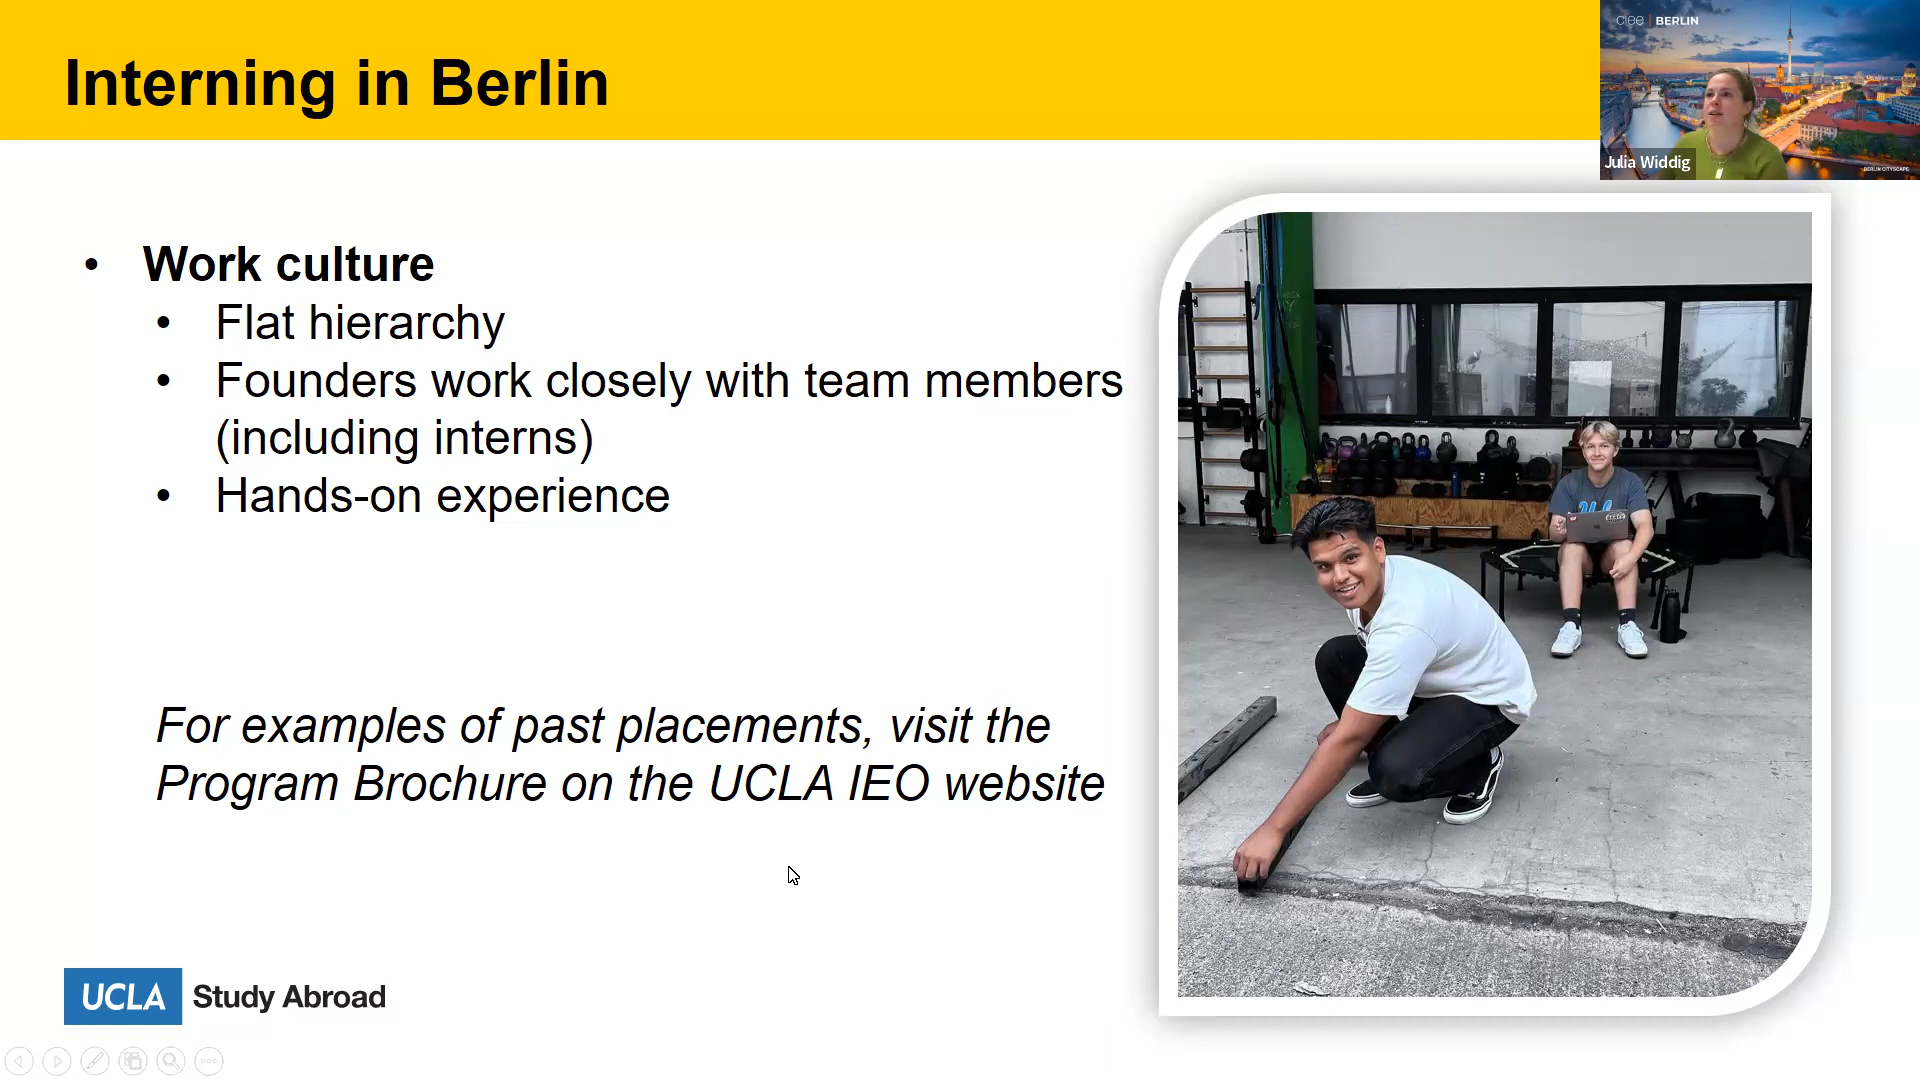 Interning in Berlin
ciee | BERLIN
Julia Widdig
BERLIN CITYSCAPE
• Work culture
• Flat hierarchy
• Founders work closely with team members
(including interns)
• Hands-on experience
For examples of past placements, visit the
Program Brochure on the UCLA IEO website
UCLA Study Abroad